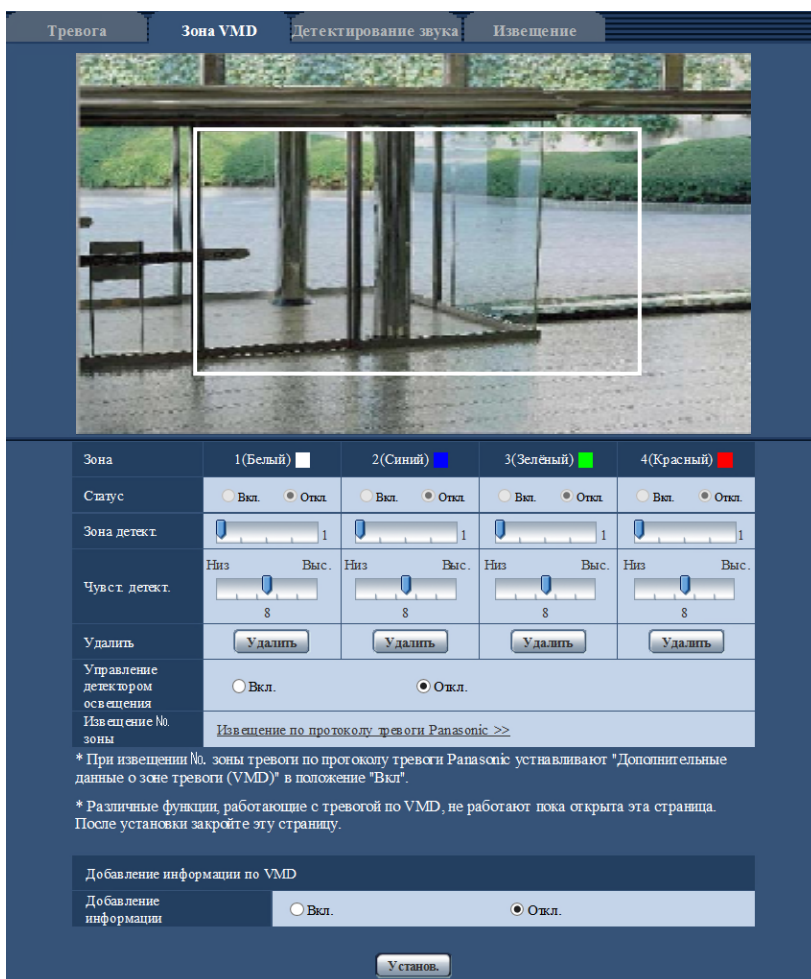 Тревога Зона VMD Детектирование звука Извещение
Зона 1(Белый) 2(Синий) 3(Зелёный) 4(Красный)
Статус Вкл. Откл. Вкл. Откл. Вкл. Откл. Вкл. Откл.
Зона детект. 1 1 1 1
Низ Выс. Низ Выс. Низ Выс. Низ Выс.
Чувст. детект.
8 8 8 8
Удалить Удалить Удалить Удалить Удалить
Управление
детектором
освещения
Вкл. Откл.
Извещение №.
зоны
Извещение по протоколу тревоги Panasonic >>
* При извещении №. зоны тревоги по протоколу тревоги Panasonic устнавливают "Дополнительные
данные о зоне тревоги (VMD)" в положение "Вкл".
* Различные функции, работающие с тревогой по VMD, не работают пока открыта эта страница.
После установки закройте эту страницу.
Добавление информации по VMD
Добавление
информации
Вкл. Откл.
Установ.